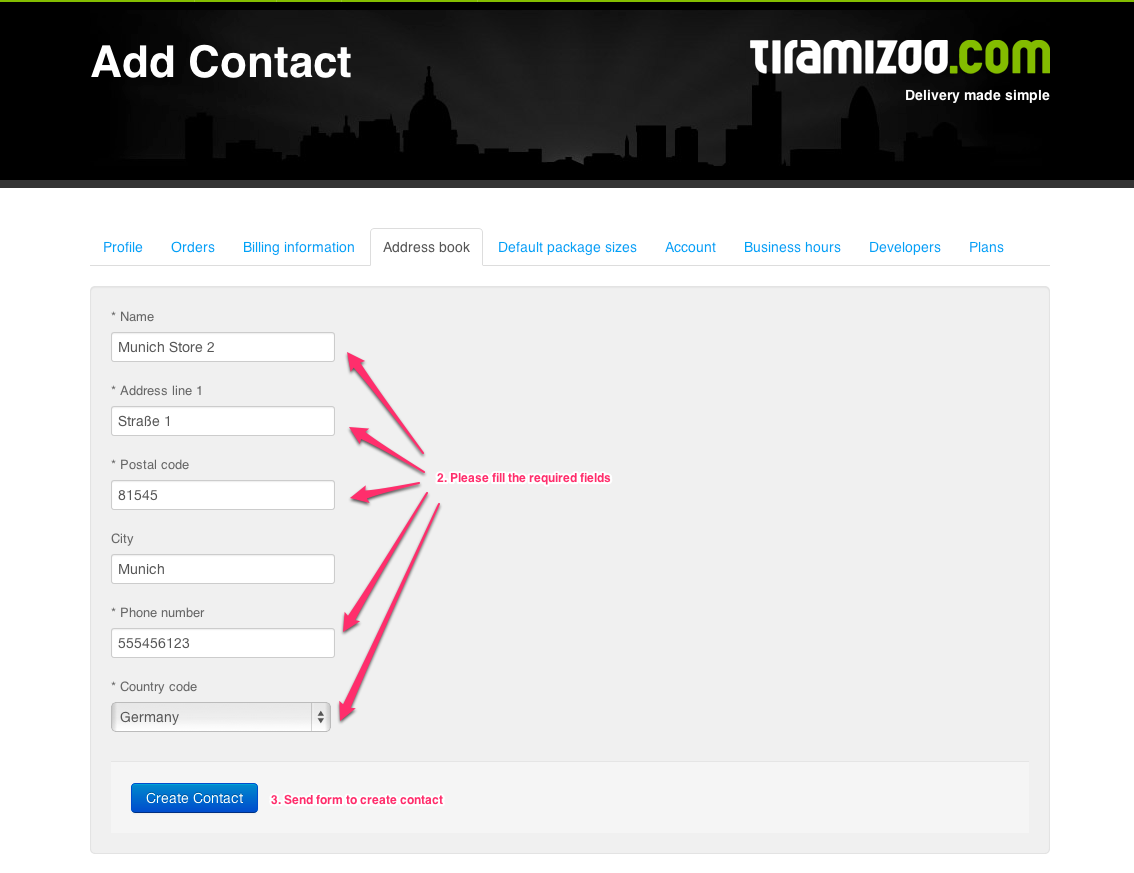 Add Contact
tiramizoo.com
Delivery made simple
Profile Orders Billing information Address book Default package sizes Account Business hours Developers Plans
* Name
Munich Store 2
* Address line 1
Straße 1
* Postal code
81545
2. Please fill the required fields
City
Munich
* Phone number
555456123
* Country code
Germany
Create Contact 3. Send form to create contact